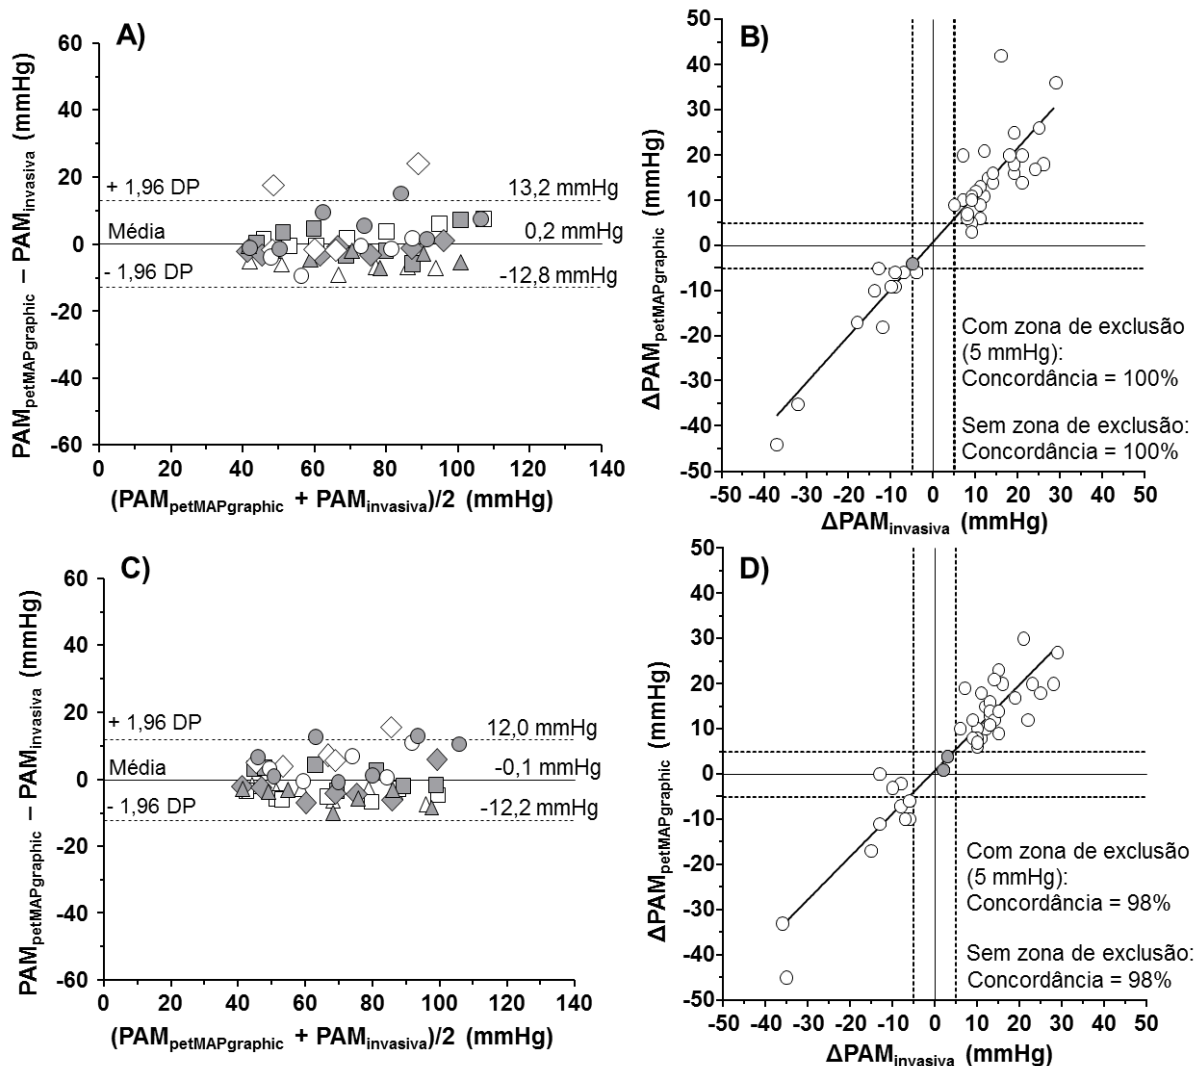 A)
PAMpetMAPgraphic – PAMinvasiva (mmHg)
60
40
20
0
-20
-40
-60
+ 1,96 DP
13,2 mmHg
Média
0,2 mmHg
- 1,96 DP
-12,8 mmHg
0 20 40 60 80 100 120 140
(PAMpetMAPgraphic + PAMinvasiva)/2 (mmHg)
B)
ΔPAMpetMAPgraphic (mmHg)
50
40
30
20
10
0
-10
-20
-30
-40
-50
Com zona de exclusão
(5 mmHg):
Concordância = 100%
Sem zona de exclusão:
Concordância = 100%
-50 -40 -30 -20 -10 0 10 20 30 40 50
ΔPAMinvasiva (mmHg)
C)
PAMpetMAPgraphic – PAMinvasiva (mmHg)
60
40
20
0
-20
-40
-60
+ 1,96 DP
12,0 mmHg
Média
-0,1 mmHg
- 1,96 DP
-12,2 mmHg
0 20 40 60 80 100 120 140
(PAMpetMAPgraphic + PAMinvasiva)/2 (mmHg)
D)
ΔPAMpetMAPgraphic (mmHg)
50
40
30
20
10
0
-10
-20
-30
-40
-50
Com zona de exclusão
(5 mmHg):
Concordância = 98%
Sem zona de exclusão:
Concordância = 98%
-50 -40 -30 -20 -10 0 10 20 30 40 50
ΔPAMinvasiva (mmHg)